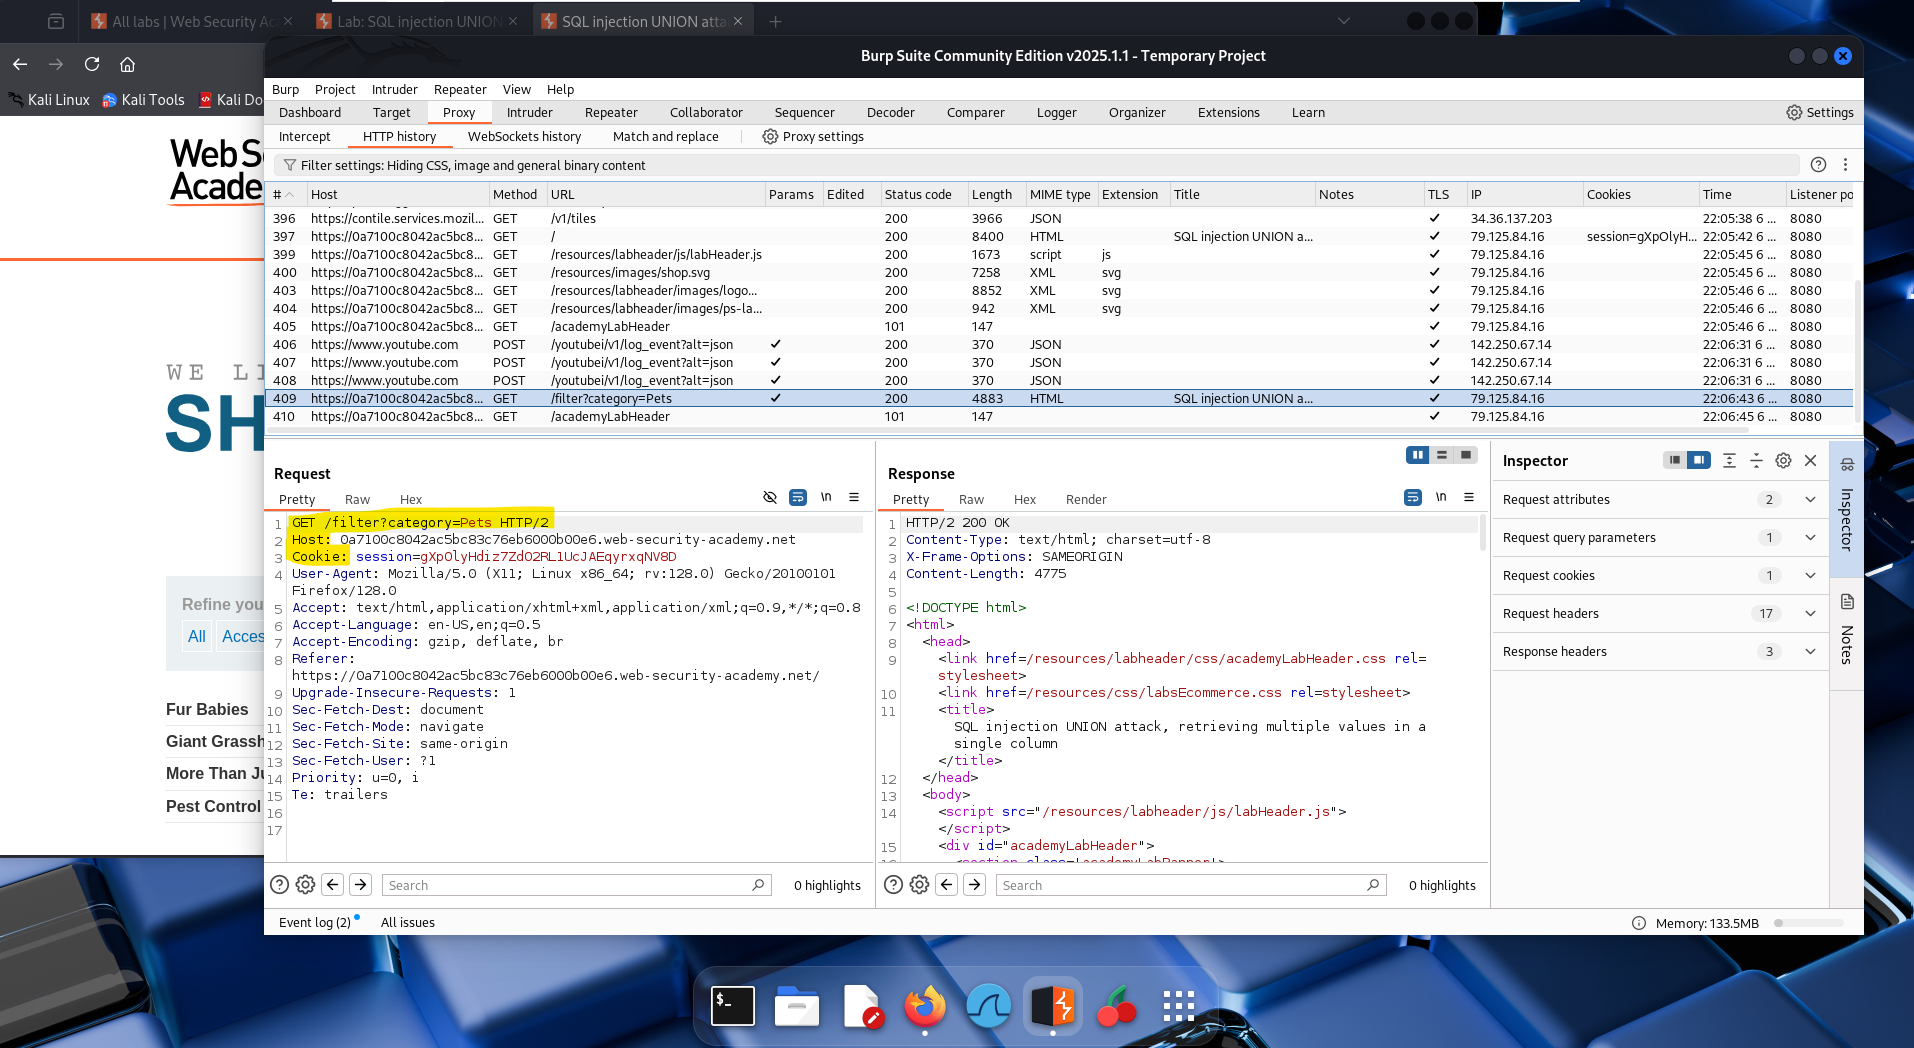 All labs | Web Security Ac
Lab: SQL injection UNION
SQL injection UNION atta
Kali Linux
Kali Tools
Kali Do
WebS
Acade
WE LI
SH
Refine you
All
Acces
Fur Babies
Giant Grassh
More Than Ju
Pest Control
Burp Suite Community Edition v2025.1.1 - Temporary Project
Burp Project Intruder Repeater View Help
Dashboard Target Proxy Intruder Repeater Collaborator Sequencer Decoder Comparer Logger Organizer Extensions Learn Settings
Intercept HTTP history WebSockets history Match and replace Proxy settings
Filter settings: Hiding CSS, image and general binary content
# Host Method URL Params Edited Status code Length MIME type Extension Title Notes TLS IP Cookies Time Listener po
396 https://contile.services.mozil... GET /v1/tiles 200 3966 JSON ✓ 34.36.137.203 22:05:38 6 ... 8080
397 https://0a7100c8042ac5bc8... GET / 200 8400 HTML SQL injection UNION a... ✓ 79.125.84.16 session=gXpOlyH... 22:05:42 6 ... 8080
399 https://0a7100c8042ac5bc8... GET /resources/labheader/js/labHeader.js 200 1673 script js ✓ 79.125.84.16 22:05:45 6 ... 8080
400 https://0a7100c8042ac5bc8... GET /resources/images/shop.svg 200 7258 XML svg ✓ 79.125.84.16 22:05:45 6 ... 8080
403 https://0a7100c8042ac5bc8... GET /resources/labheader/images/logo... 200 8852 XML svg ✓ 79.125.84.16 22:05:46 6 ... 8080
404 https://0a7100c8042ac5bc8... GET /resources/labheader/images/ps-la... 200 942 XML svg ✓ 79.125.84.16 22:05:46 6 ... 8080
405 https://0a7100c8042ac5bc8... GET /academyLabHeader 101 147 ✓ 79.125.84.16 22:05:46 6 ... 8080
406 https://www.youtube.com POST /youtubei/v1/log_event?alt=json ✓ 200 370 JSON ✓ 142.250.67.14 22:06:31 6 ... 8080
407 https://www.youtube.com POST /youtubei/v1/log_event?alt=json ✓ 200 370 JSON ✓ 142.250.67.14 22:06:31 6 ... 8080
408 https://www.youtube.com POST /youtubei/v1/log_event?alt=json ✓ 200 370 JSON ✓ 142.250.67.14 22:06:31 6 ... 8080
409 https://0a7100c8042ac5bc8... GET /filter?category=Pets ✓ 200 4883 HTML SQL injection UNION a... ✓ 79.125.84.16 22:06:43 6 ... 8080
410 https://0a7100c8042ac5bc8... GET /academyLabHeader 101 147 ✓ 79.125.84.16 22:06:45 6 ... 8080
Request
Pretty Raw Hex \n
1 GET /filter?category=Pets HTTP/2
2 Host: 0a7100c8042ac5bc83c76eb6000b00e6.web-security-academy.net
3 Cookie: session=gXpOlyHdiz7ZdO2RL1UcJAEqyrxqNV8D
4 User-Agent: Mozilla/5.0 (X11; Linux x86_64; rv:128.0) Gecko/20100101
Firefox/128.0
5 Accept: text/html,application/xhtml+xml,application/xml;q=0.9,*/*;q=0.8
6 Accept-Language: en-US,en;q=0.5
7 Accept-Encoding: gzip, deflate, br
8 Referer:
https://0a7100c8042ac5bc83c76eb6000b00e6.web-security-academy.net/
9 Upgrade-Insecure-Requests: 1
10 Sec-Fetch-Dest: document
11 Sec-Fetch-Mode: navigate
12 Sec-Fetch-Site: same-origin
13 Sec-Fetch-User: ?1
14 Priority: u=0, i
15 Te: trailers
16
17
Search
0 highlights
Response
Pretty Raw Hex Render \n
1 HTTP/2 200 OK
2 Content-Type: text/html; charset=utf-8
3 X-Frame-Options: SAMEORIGIN
4 Content-Length: 4775
5
6 <!DOCTYPE html>
7 <html>
8 <head>
9 <link href=/resources/labheader/css/academyLabHeader.css rel=
stylesheet>
10 <link href=/resources/css/labsEcommerce.css rel=stylesheet>
11 <title>
SQL injection UNION attack, retrieving multiple values in a
single column
</title>
12 </head>
13 <body>
14 <script src="/resources/labheader/js/labHeader.js">
</script>
15 <div id="academyLabHeader">
Search
0 highlights
Inspector
Request attributes 2
Request query parameters 1
Request cookies 1
Request headers 17
Response headers 3
Inspector
Notes
Event log (2) All issues
Memory: 133.5MB
$_